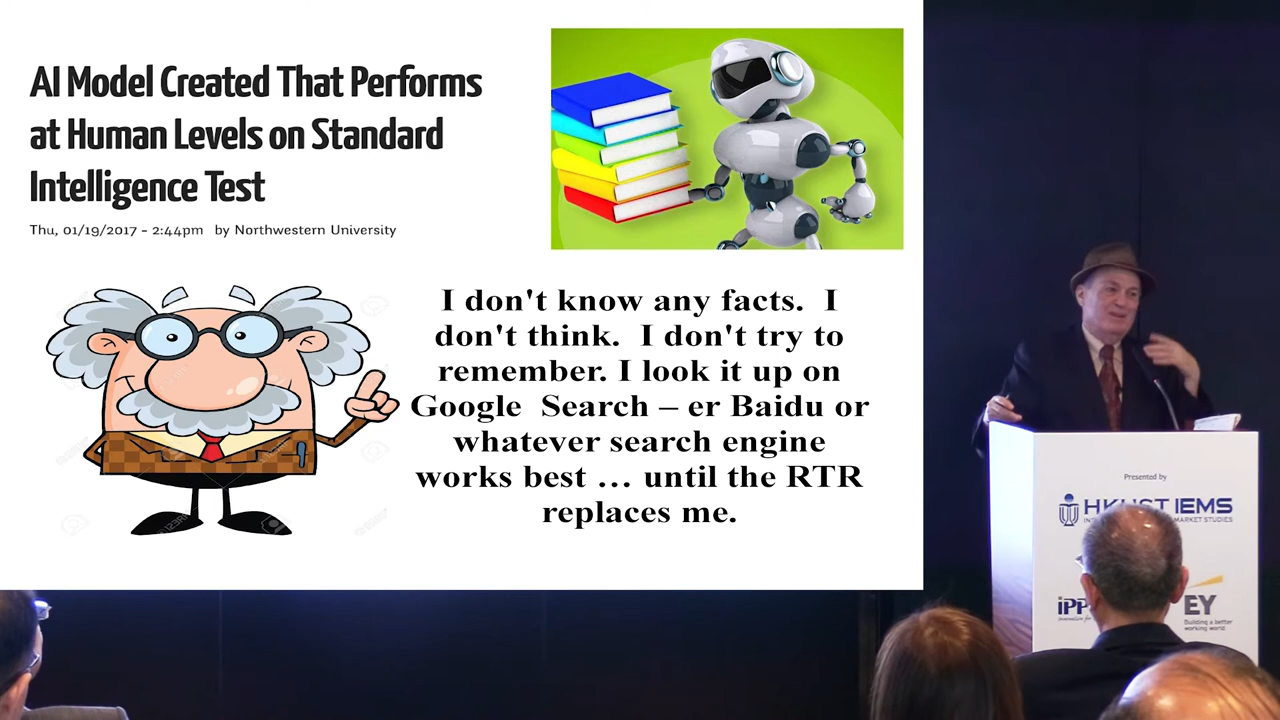 AI Model Created That Performs
at Human Levels on Standard
Intelligence Test
Thu, 01/19/2017 - 2:44pm by Northwestern University
I don't know any facts. I
don't think. I don't try to
remember. I look it up on
Google Search – er Baidu or
whatever search engine
works best … until the RTR
replaces me.
Presented by
HKUST IEMS
MARKET STUDIES
EY
Building a better
working world